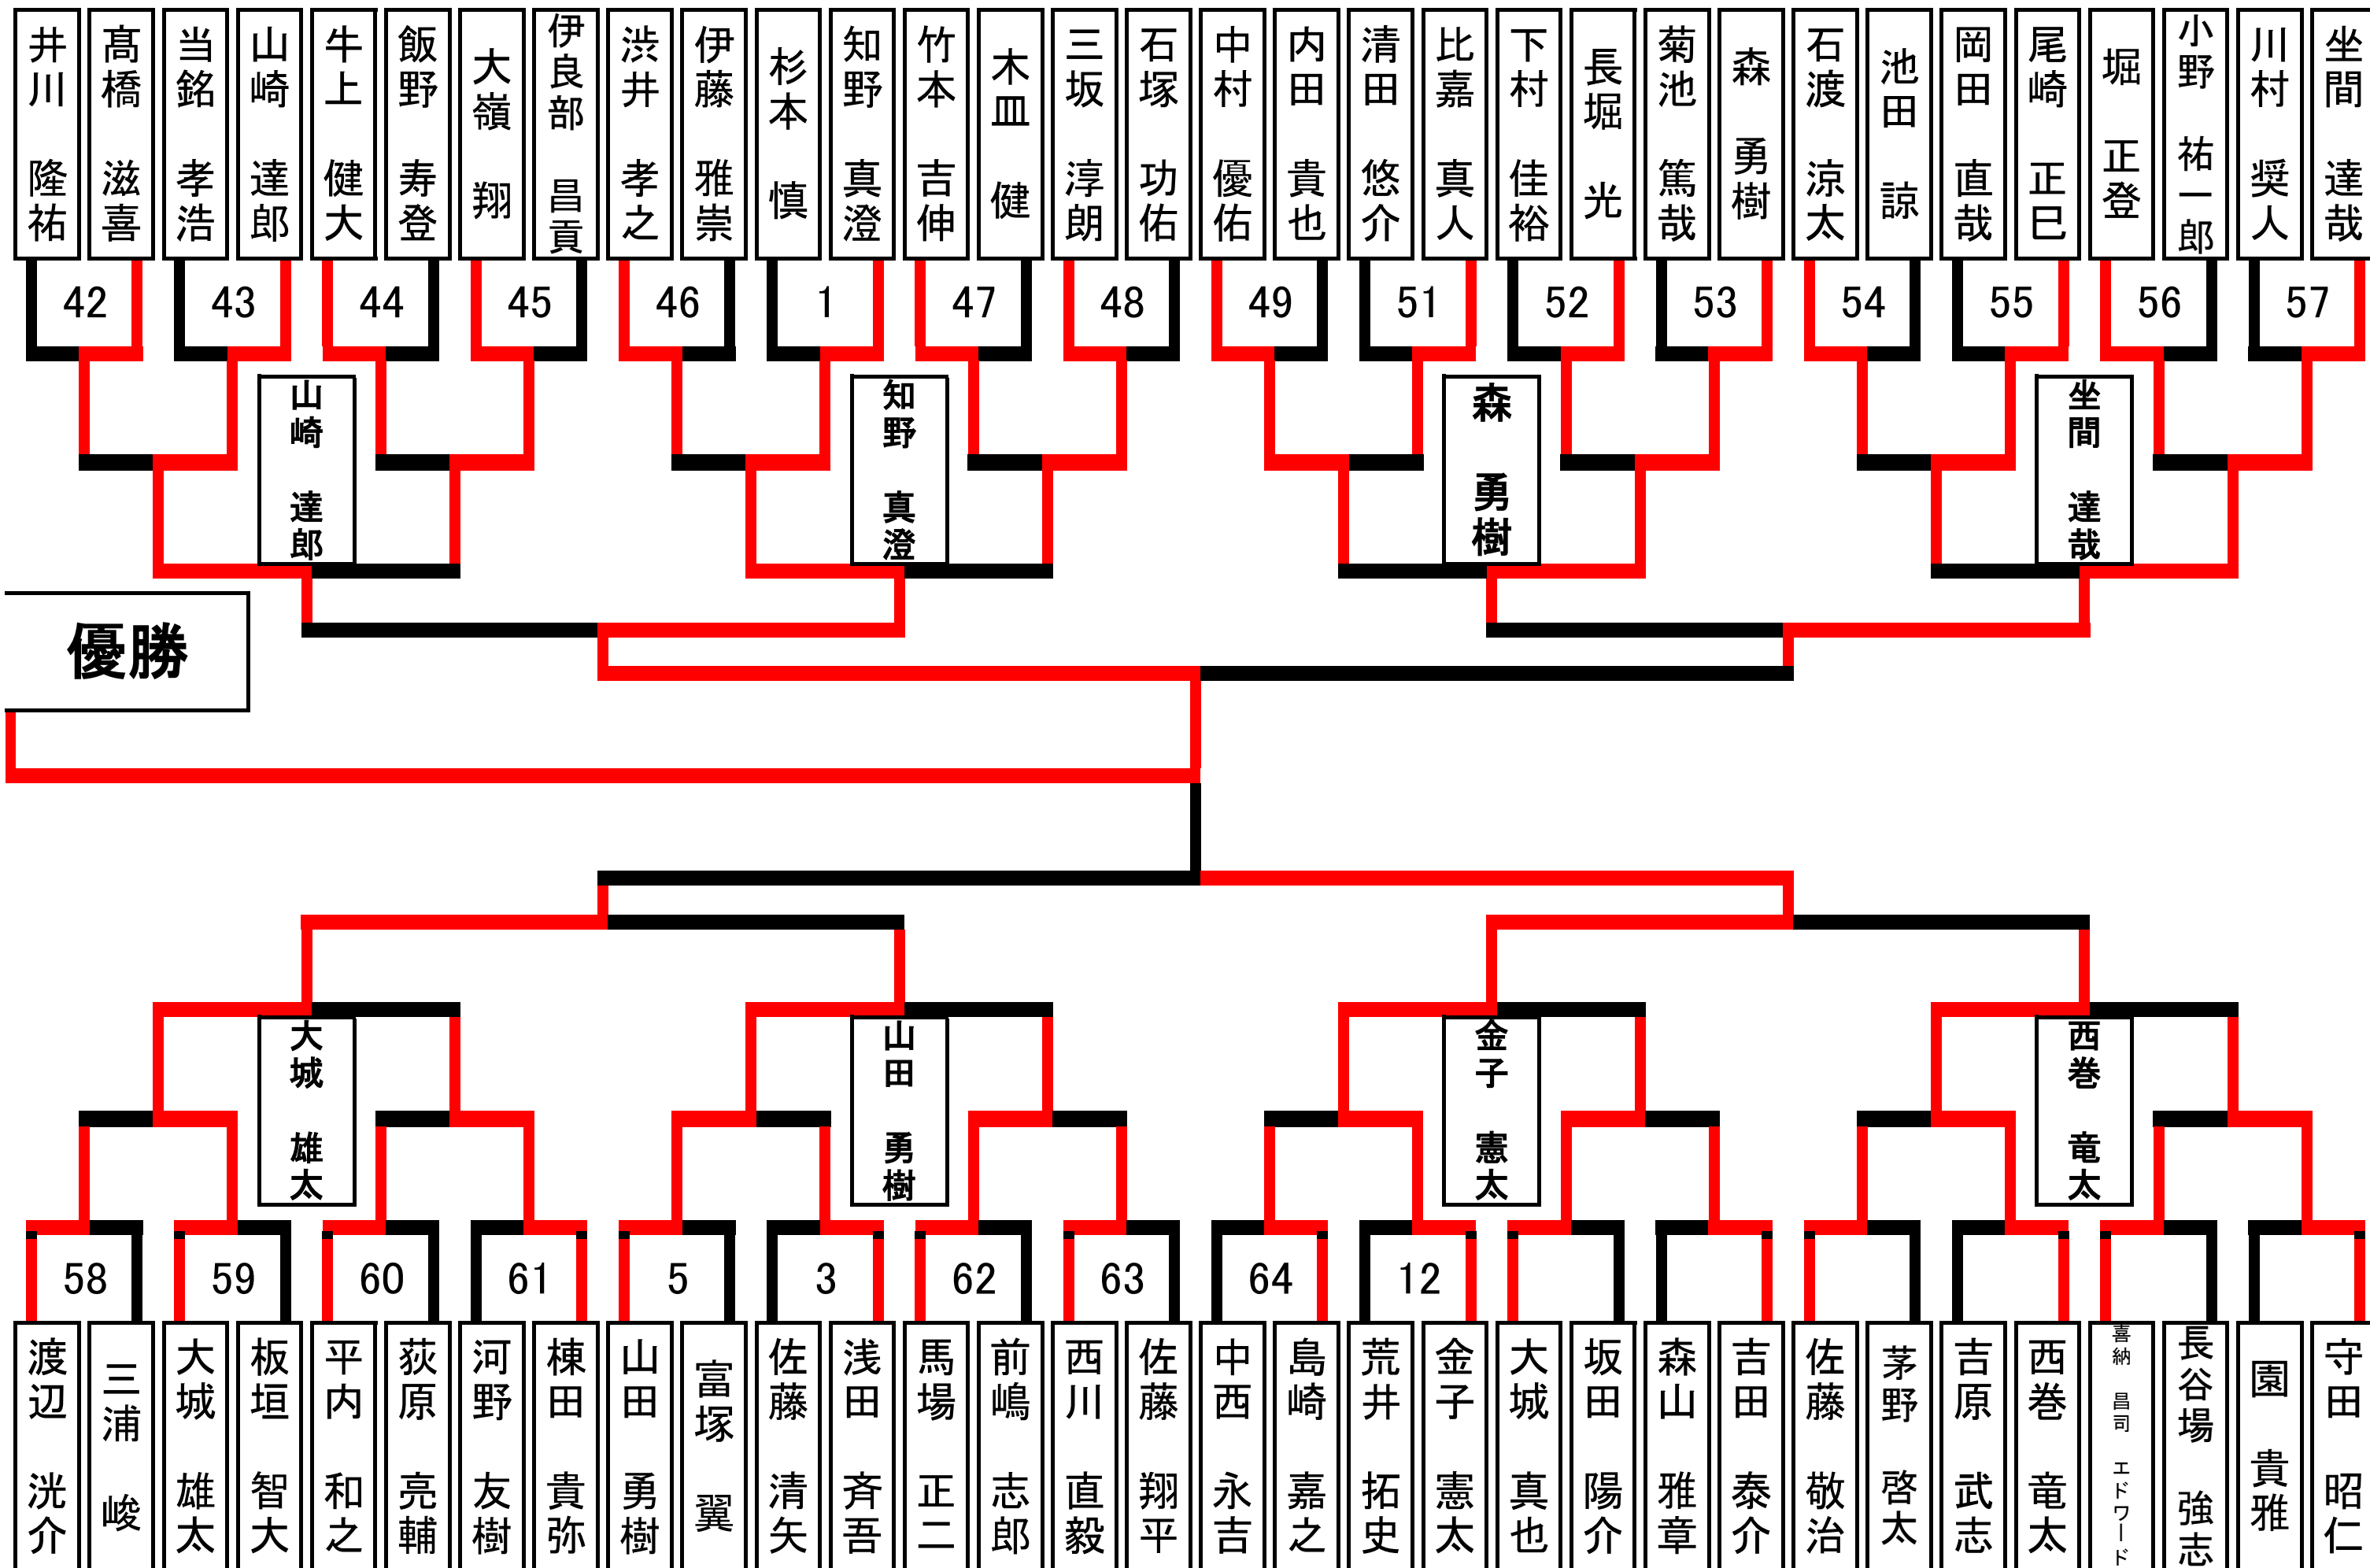 井川 隆祐
髙橋 滋喜
当銘 孝浩
山崎 達郎
牛上 健大
飯野 寿登
大嶺 翔
伊良部 昌貢
渋井 孝之
伊藤 雅崇
杉本 慎
知野 真澄
竹本 吉伸
木皿 健
三坂 淳朗
石塚 功佑
中村 優佑
内田 貴也
清田 悠介
比嘉 真人
下村 佳裕
長堀 光
菊池 篤哉
森 勇樹
石渡 涼太
池田 諒
岡田 直哉
尾崎 正巳
堀 正登
小野 祐一郎
川村 奨人
坐間 達哉
42
43
44
45
46
1
47
48
49
51
52
53
54
55
56
57
山崎 達郎
知野 真澄
森 勇樹
坐間 達哉
優勝
大城 雄太
山田 勇樹
金子 憲太
西巻 竜太
58
59
60
61
5
3
62
63
64
12
渡辺 洸介
三浦 峻
大城 雄太
板垣 智大
平内 和之
荻原 亮輔
河野 友樹
棟田 貴弥
山田 勇樹
富塚 翼
佐藤 清矢
浅田 斉吾
馬場 正二
前嶋 志郎
西川 直毅
佐藤 翔平
中西 永吉
島崎 嘉之
荒井 拓史
金子 憲太
大城 真也
坂田 陽介
森山 雅章
吉田 泰介
佐藤 敬治
茅野 啓太
吉原 武志
西巻 竜太
喜納 昌司 エドワード
長谷場 強志
園 貴雅
守田 昭仁